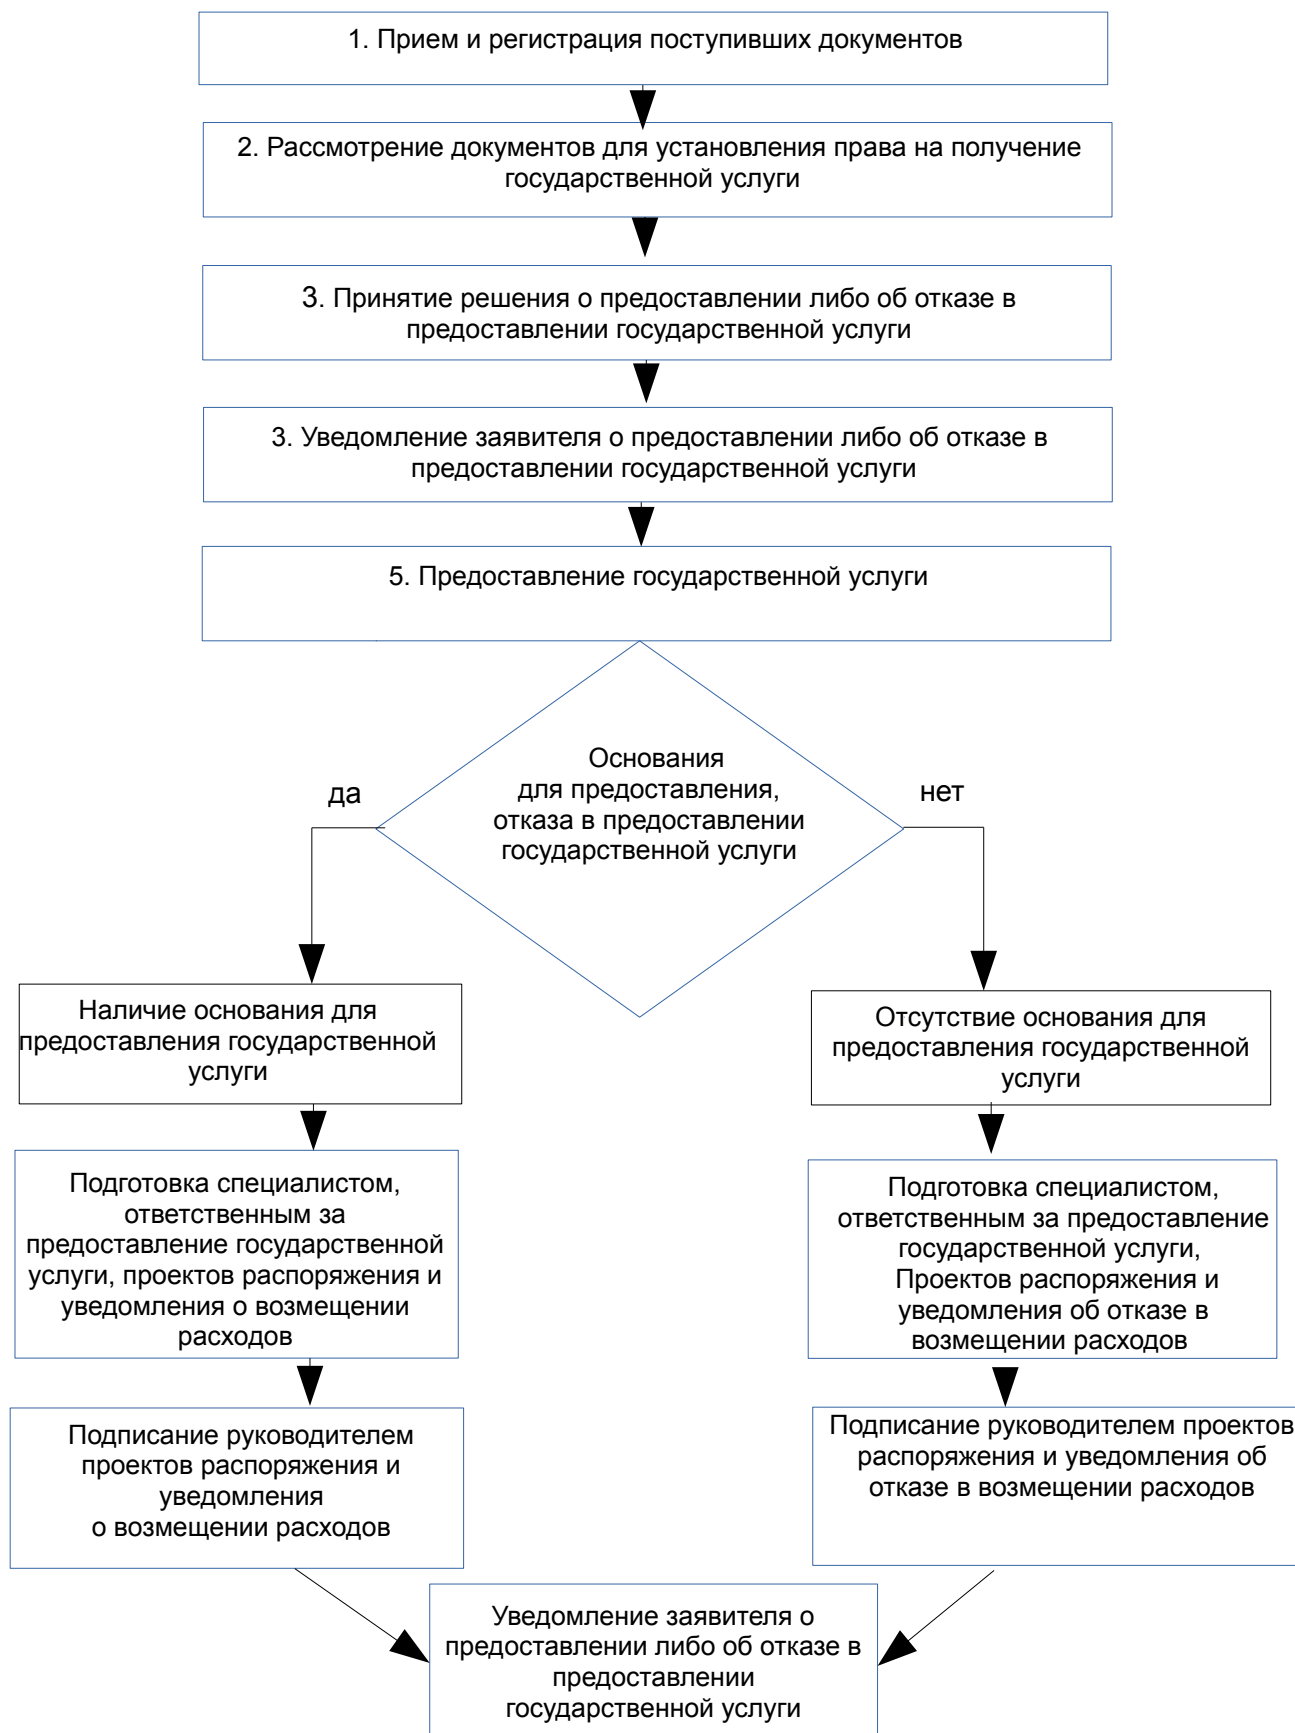 1. Прием и регистрация поступивших документов
2. Рассмотрение документов для установления права на получение
государственной услуги
3. Принятие решения о предоставлении либо об отказе в
предоставлении государственной услуги
3. Уведомление заявителя о предоставлении либо об отказе в
предоставлении государственной услуги
5. Предоставление государственной услуги
Основания
для предоставления,
отказа в предоставлении
государственной услуги
да
нет
Наличие основания для
предоставления государственной
услуги
Отсутствие основания для
предоставления государственной
услуги
Подготовка специалистом,
ответственным за
предоставление государственной
услуги, проектов распоряжения и
уведомления о возмещении
расходов
Подготовка специалистом,
ответственным за предоставление
государственной услуги,
Проектов распоряжения и
уведомления об отказе в
возмещении расходов
Подписание руководителем
проектов распоряжения и
уведомления
о возмещении расходов
Подписание руководителем проектов
распоряжения и уведомления об
отказе в возмещении расходов
Уведомление заявителя о
предоставлении либо об отказе в
предоставлении
государственной услуги